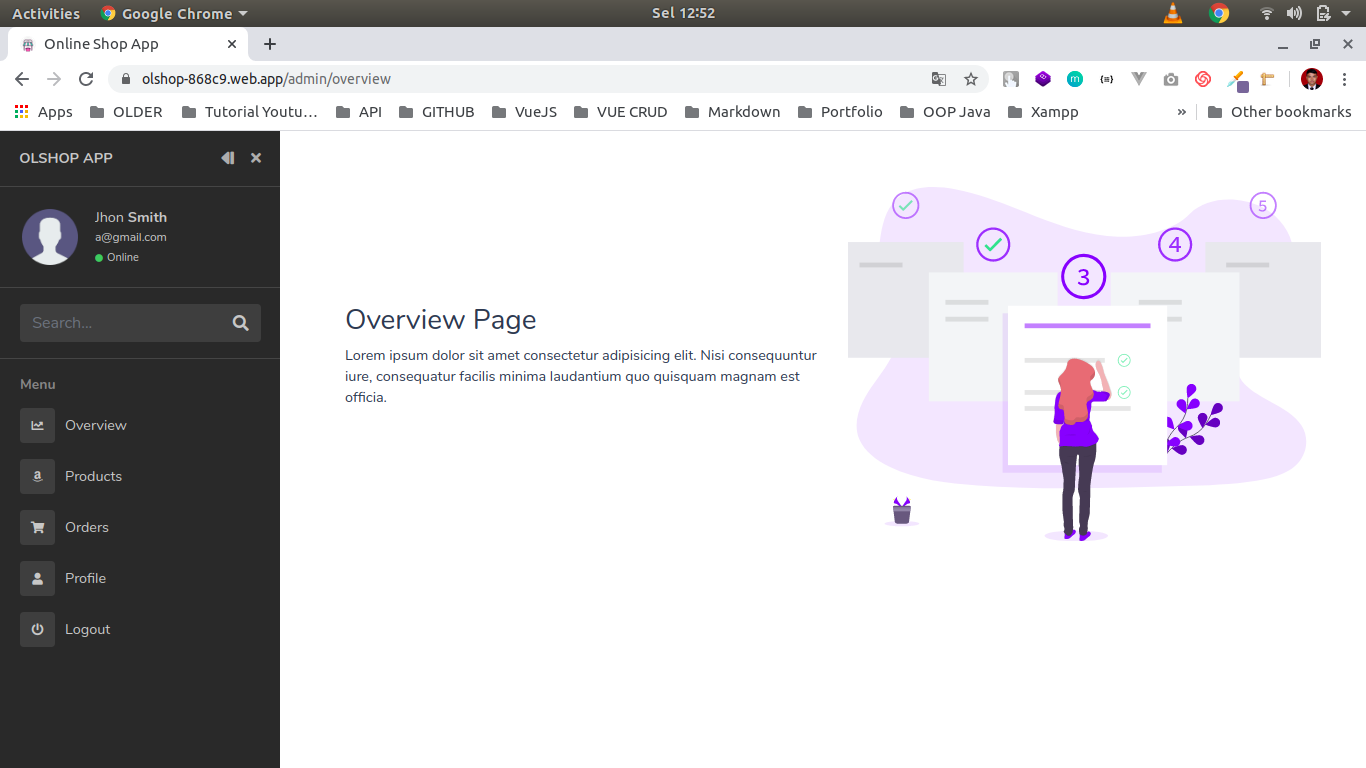 Activities Google Chrome Sel 12:52
Online Shop App
olshop-868c9.web.app/admin/overview
Apps OLDER Tutorial Youtu... API GITHUB VueJS VUE CRUD Markdown Portfolio OOP Java Xampp » Other bookmarks
OLSHOP APP
Jhon Smith
a@gmail.com
Online
Search...
Menu
Overview
Products
Orders
Profile
Logout
5
4
3
Overview Page
Lorem ipsum dolor sit amet consectetur adipisicing elit. Nisi consequuntur
iure, consequatur facilis minima laudantium quo quisquam magnam est
officia.